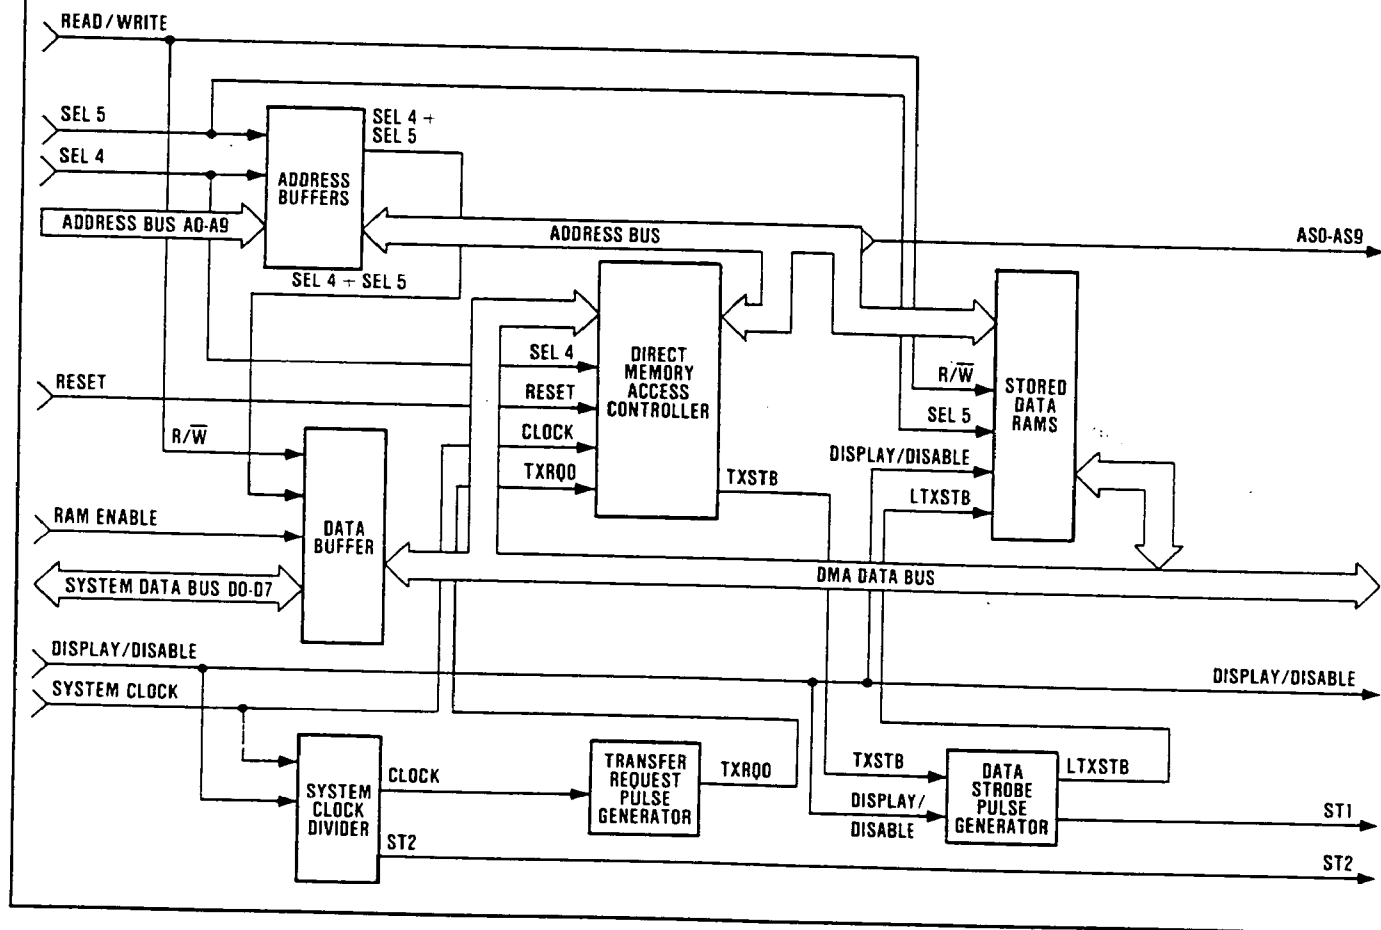 READ/WRITE
SEL 5
SEL 4
ADDRESS BUS A0-A9
ADDRESS
BUFFERS
SEL 4 +
SEL 5
SEL 4 + SEL 5
ADDRESS BUS
AS0-AS9
RESET
R/W̅
RAM ENABLE
SYSTEM DATA BUS D0-D7
DATA
BUFFER
SEL 4
RESET
CLOCK
TXRQ0
DIRECT
MEMORY
ACCESS
CONTROLLER
TXSTB
R/W̅
SEL 5
DISPLAY/DISABLE
LTXSTB
STORED
DATA
RAMS
DMA DATA BUS
DISPLAY/DISABLE
SYSTEM CLOCK
DISPLAY/DISABLE
SYSTEM
CLOCK
DIVIDER
CLOCK
ST2
TRANSFER
REQUEST
PULSE
GENERATOR
TXRQ0
TXSTB
DISPLAY/
DISABLE
DATA
STROBE
PULSE
GENERATOR
LTXSTB
ST1
ST2